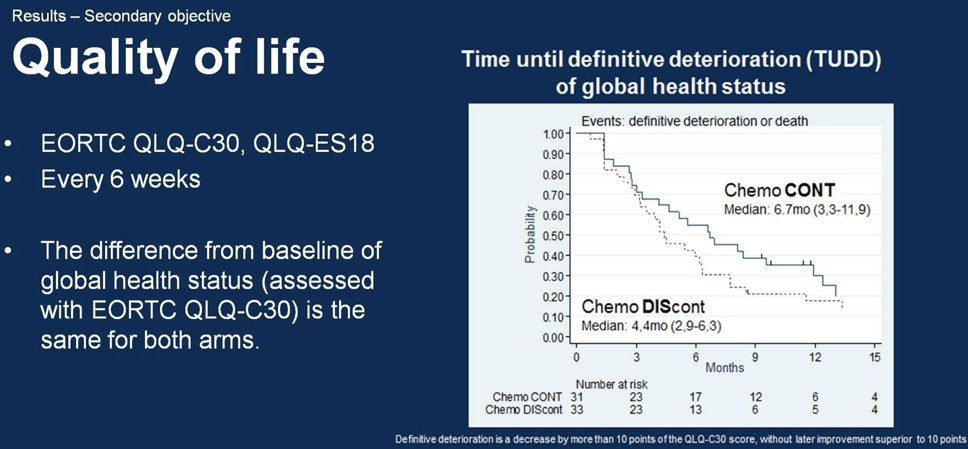 Results – Secondary objective
Quality of life
• EORTC QLQ-C30, QLQ-ES18
• Every 6 weeks
• The difference from baseline of
global health status (assessed
with EORTC QLQ-C30) is the
same for both arms.
Time until definitive deterioration (TUDD)
of global health status
Events: definitive deterioration or death
Probability
1.00
0.90
0.80
0.70
0.60
0.50
0.40
0.30
0.20
0.10
0.00
Chemo CONT
Median: 6.7mo (3,3-11,9)
Chemo DIScont
Median: 4,4mo (2,9-6,3)
0 3 6 9 12 15
Months
Number at risk
Chemo CONT 31 23 17 12 6 4
Chemo DIScont 33 23 13 6 5 4
Definitive deterioration is a decrease by more than 10 points of the QLQ-C30 score, without later improvement superior to 10 points